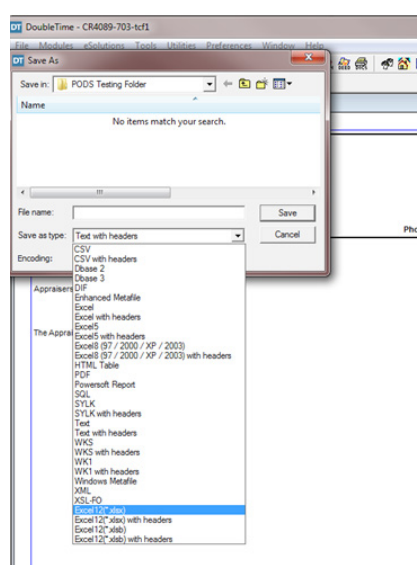 DT DoubleTime - CR4089-703-tcf1
File Modules eSolutions Tools Utilities Preferences Window Help
DT Save As
Save in: PODS Testing Folder
Name
No items match your search.
File name: Save
Save as type: Text with headers Cancel
Encoding:
Pho
Appraisers
The Apprai
CSV
CSV with headers
Dbase 2
Dbase 3
DIF
Enhanced Metafile
Excel
Excel with headers
Excel5
Excel5 with headers
Excel8 (97 / 2000 / XP / 2003)
Excel8 (97 / 2000 / XP / 2003) with headers
HTML Table
PDF
Powersoft Report
SQL
SYLK
SYLK with headers
Text
Text with headers
WKS
WKS with headers
WK1
WK1 with headers
Windows Metafile
XML
XSL-FO
Excel12(*.xlsx)
Excel12(*.xlsx) with headers
Excel12(*.xlsb)
Excel12(*.xlsb) with headers